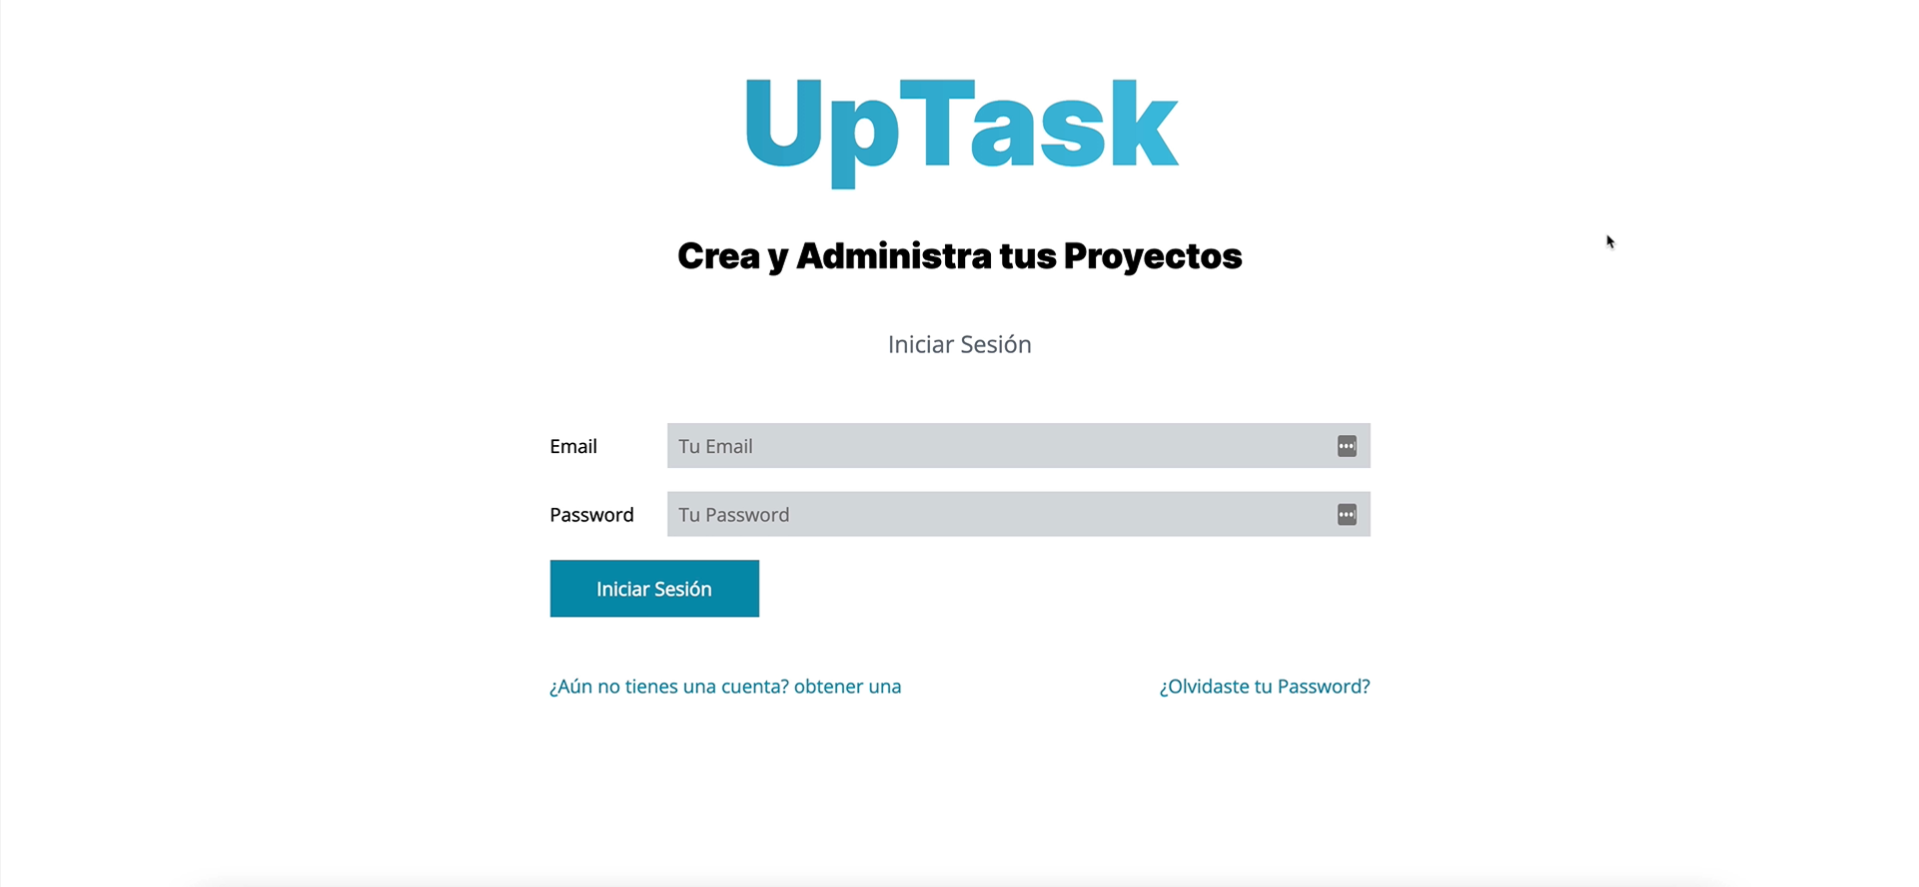 UpTask
Crea y Administra tus Proyectos
Iniciar Sesión
Email
Tu Email
Password
Tu Password
Iniciar Sesión
¿Aún no tienes una cuenta? obtener una
¿Olvidaste tu Password?